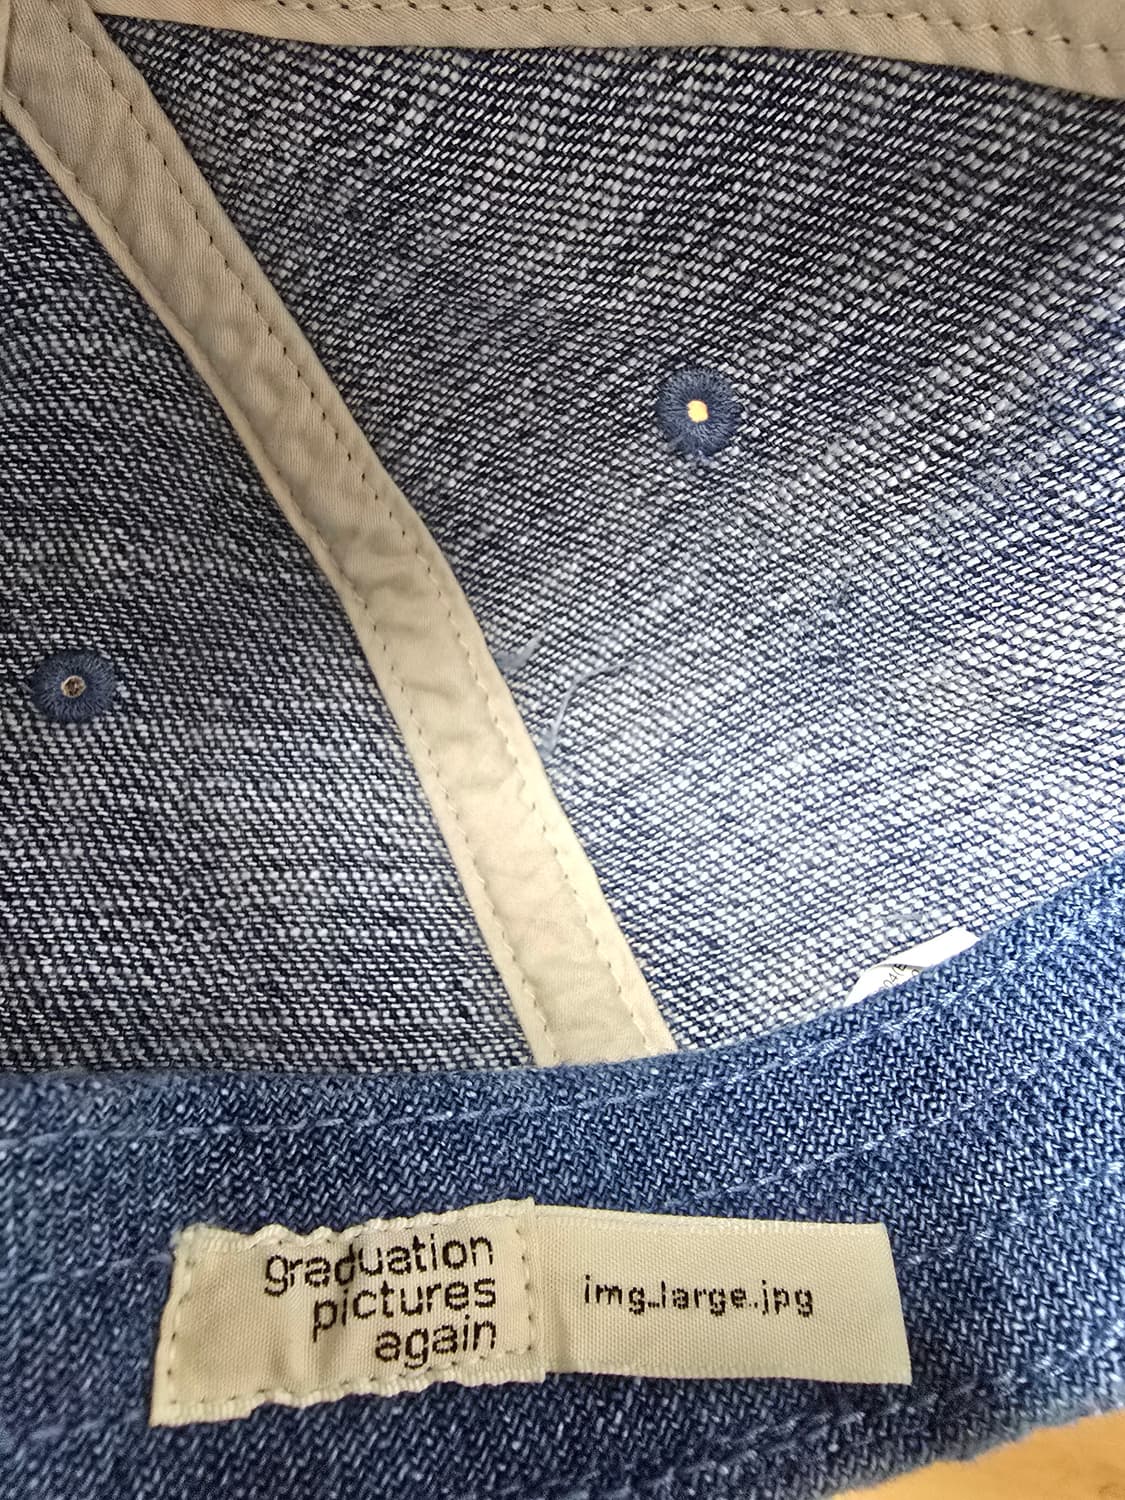 graduation
pictures
again
img_large.jpg